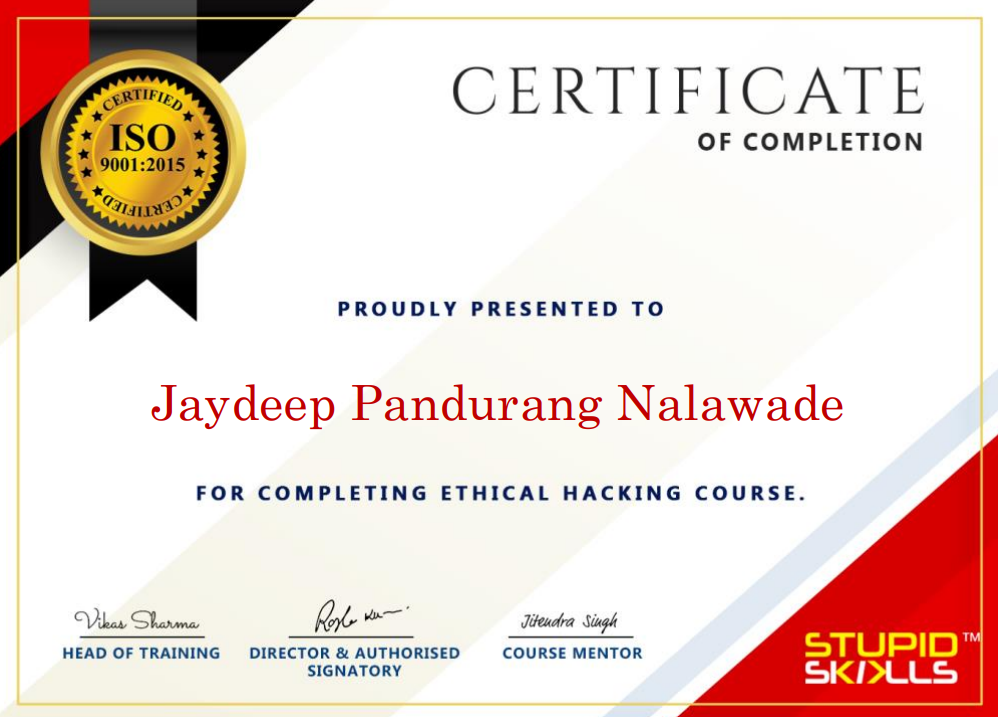 CERTIFIED
ISO
9001:2015
CERTIFIED
CERTIFICATE
OF COMPLETION
PROUDLY PRESENTED TO
Jaydeep Pandurang Nalawade
FOR COMPLETING ETHICAL HACKING COURSE.
Vikas Sharma
HEAD OF TRAINING
DIRECTOR & AUTHORISED
SIGNATORY
Jitendra Singh
COURSE MENTOR
STUPID™
SKILLS